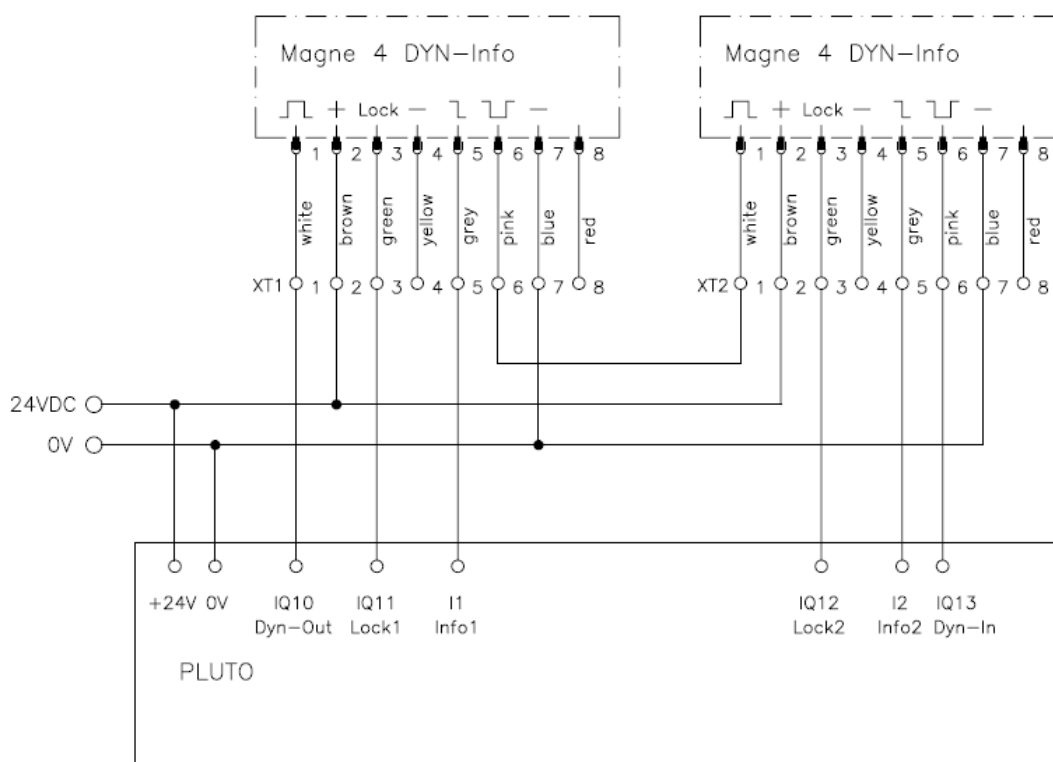 Magne 4 DYN-Info Magne 4 DYN-Info
+ Lock - - + Lock - -
1 2 3 4 5 6 7 8 1 2 3 4 5 6 7 8
white brown green yellow grey pink blue red white brown green yellow grey pink blue red
XT1 1 2 3 4 5 6 7 8 XT2 1 2 3 4 5 6 7 8
24VDC
0V
+24V 0V IQ10 IQ11 I1 IQ12 I2 IQ13
Dyn-Out Lock1 Info1 Lock2 Info2 Dyn-In
PLUTO